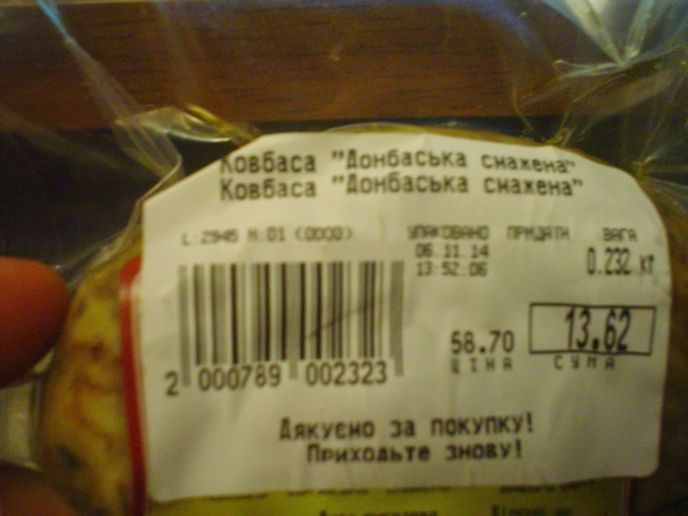 Ковбаса "Донбаська смажена"
Ковбаса "Донбаська смажена"
L:2945 N:01 (0000) УПАКОВАНО ПРИДАТН ВАГА
06.11.14 0.232 кг
13:52:06
58.70 13.62
ЦІНА СУМА
2 000789 002323
Дякуємо за покупку!
Приходьте знову!